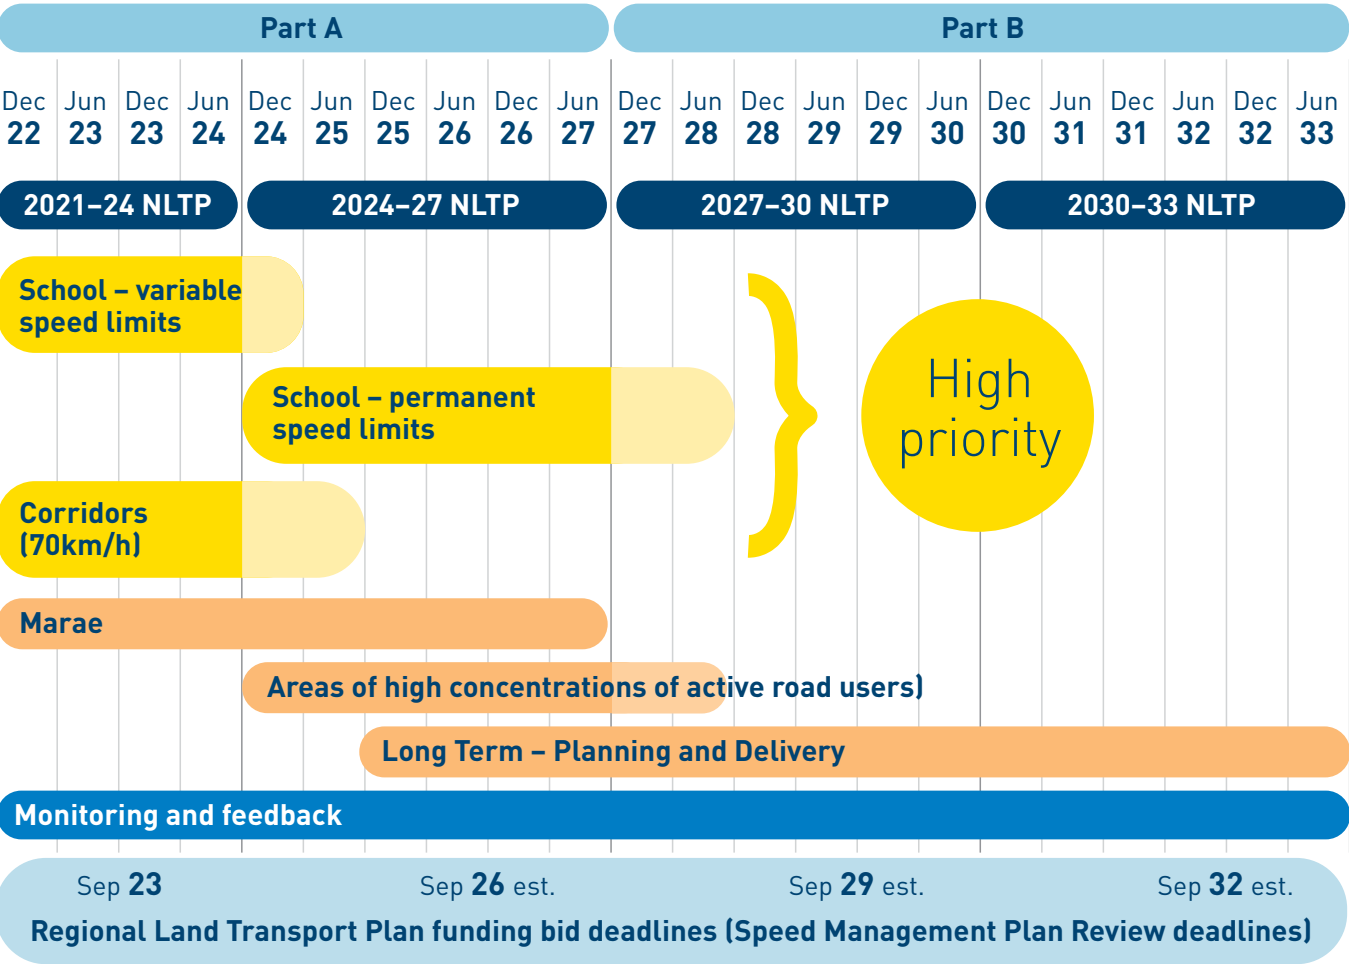 Part A Part B
Dec Jun Dec Jun Dec Jun Dec Jun Dec Jun Dec Jun Dec Jun Dec Jun Dec Jun Dec Jun Dec Jun
22 23 23 24 24 25 25 26 26 27 27 28 28 29 29 30 30 31 31 32 32 33
2021–24 NLTP 2024–27 NLTP 2027–30 NLTP 2030–33 NLTP
School – variable
speed limits
School – permanent
speed limits
High
priority
Corridors
(70km/h)
Marae
Areas of high concentrations of active road users)
Long Term – Planning and Delivery
Monitoring and feedback
Sep 23 Sep 26 est. Sep 29 est. Sep 32 est.
Regional Land Transport Plan funding bid deadlines (Speed Management Plan Review deadlines)